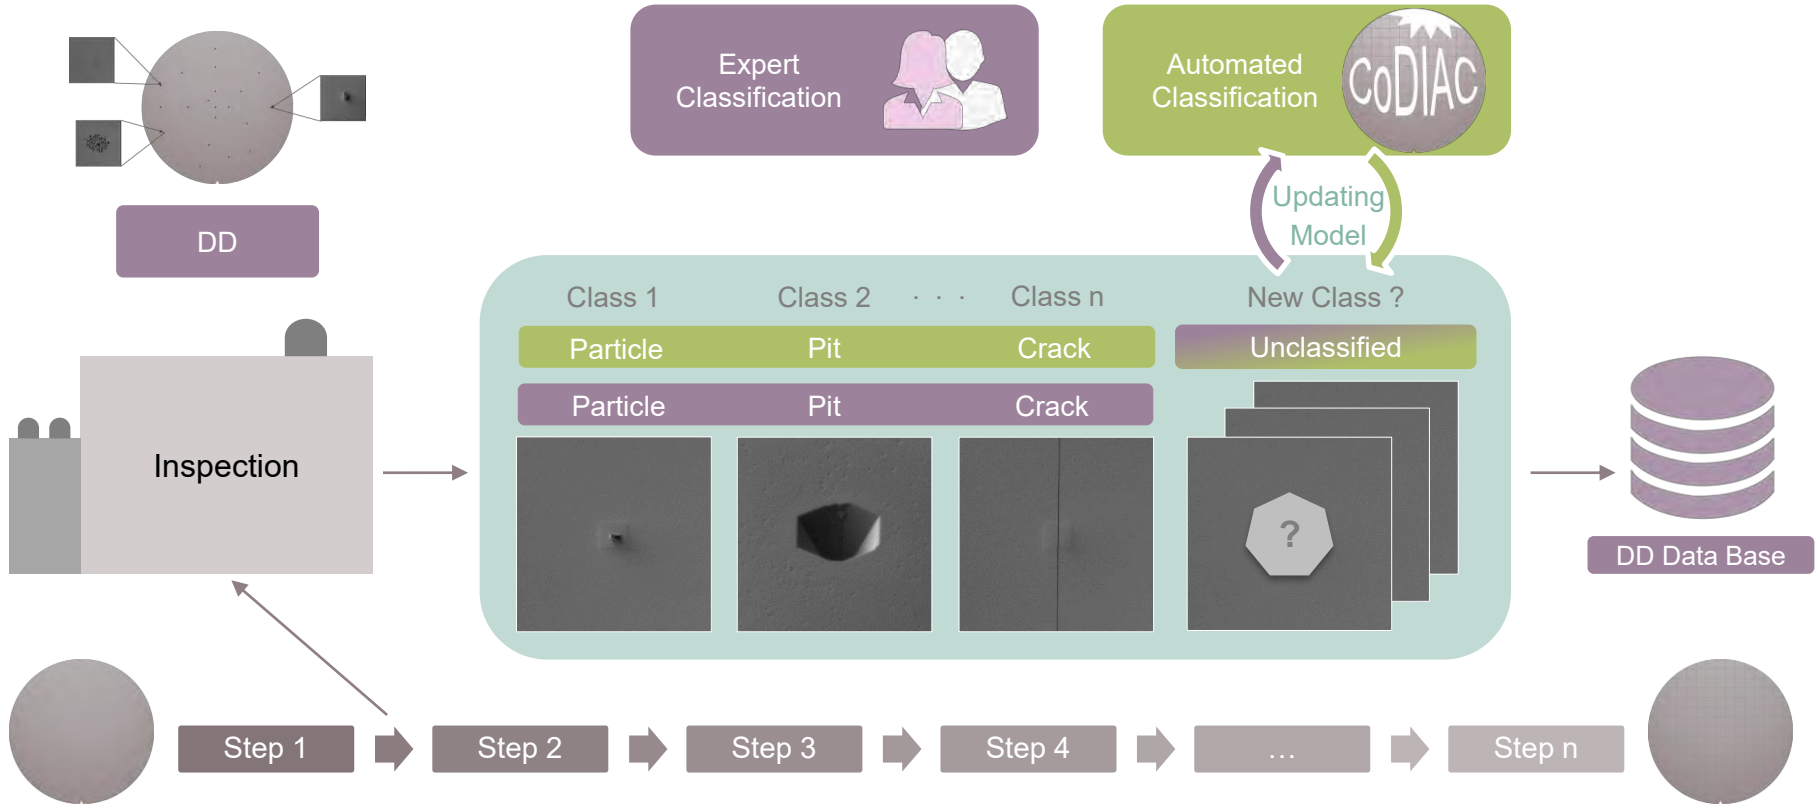 Expert
Classification
Automated
Classification
CoDIAC
DD
Updating
Model
Class 1
Class 2
. . .
Class n
New Class ?
Particle
Pit
Crack
Unclassified
Particle
Pit
Crack
Inspection
?
DD Data Base
Step 1
Step 2
Step 3
Step 4
...
Step n